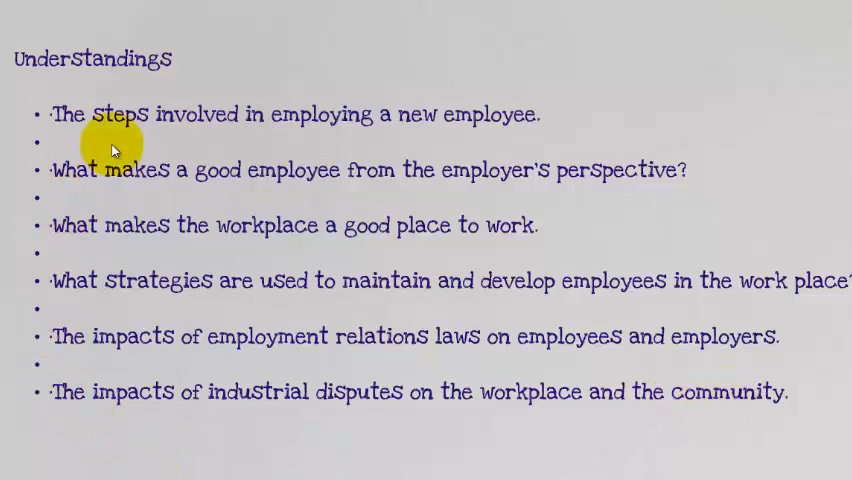 Understandings
• ·The steps involved in employing a new employee.
•
• ·What makes a good employee from the employer's perspective?
•
• ·What makes the workplace a good place to work.
•
• ·What strategies are used to maintain and develop employees in the work place?
•
• ·The impacts of employment relations laws on employees and employers.
•
• ·The impacts of industrial disputes on the workplace and the community.